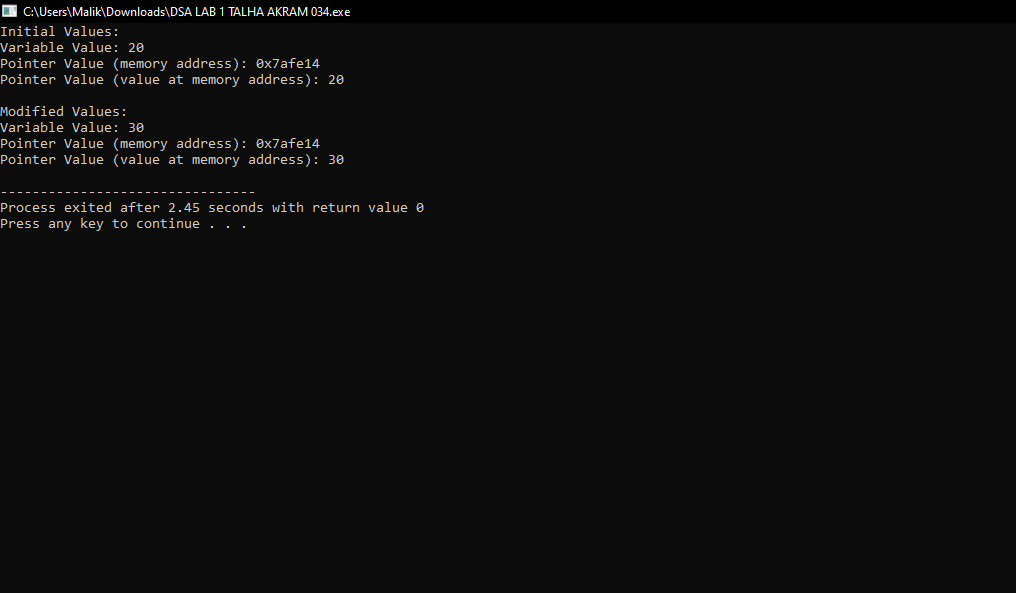 C:\Users\Malik\Downloads\DSA LAB 1 TALHA AKRAM 034.exe
Initial Values:
Variable Value: 20
Pointer Value (memory address): 0x7afe14
Pointer Value (value at memory address): 20
Modified Values:
Variable Value: 30
Pointer Value (memory address): 0x7afe14
Pointer Value (value at memory address): 30
--------------------------------
Process exited after 2.45 seconds with return value 0
Press any key to continue . . .